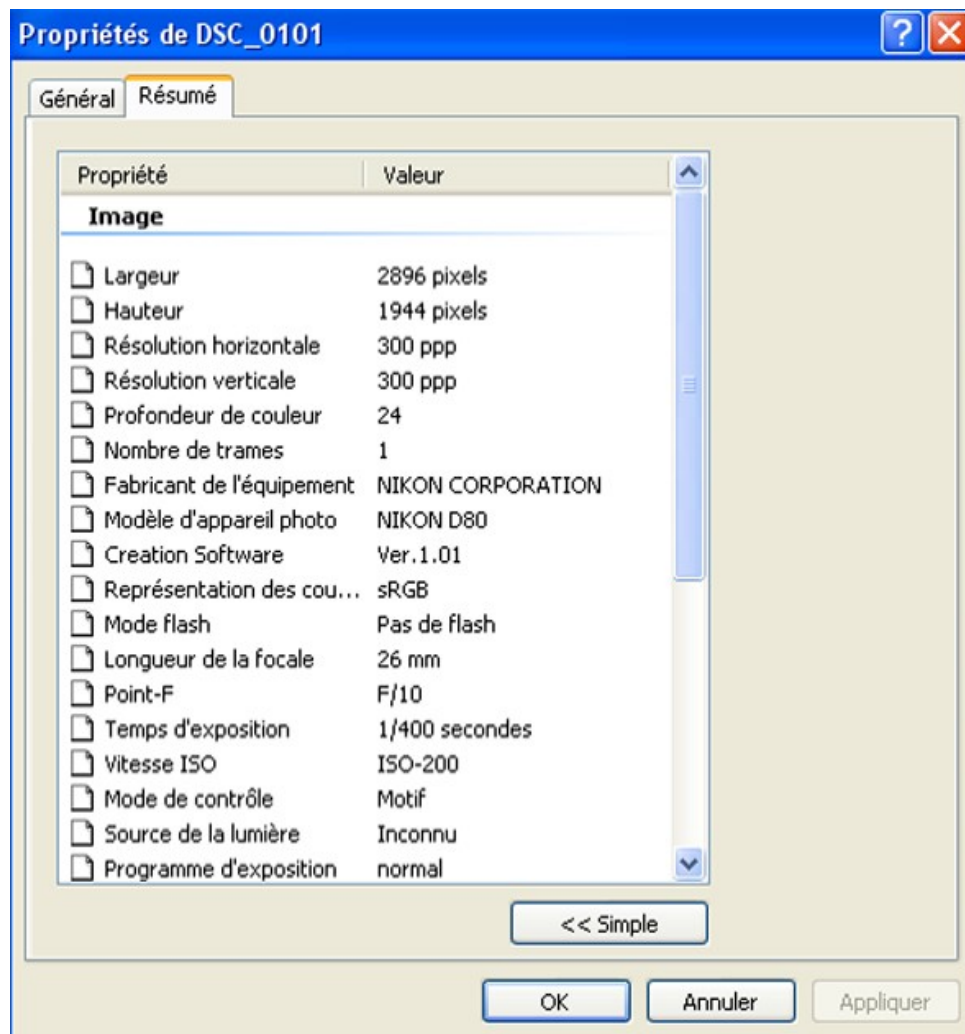 Propriétés de DSC_0101
Général Résumé
Propriété Valeur
Image
Largeur 2896 pixels
Hauteur 1944 pixels
Résolution horizontale 300 ppp
Résolution verticale 300 ppp
Profondeur de couleur 24
Nombre de trames 1
Fabricant de l'équipement NIKON CORPORATION
Modèle d'appareil photo NIKON D80
Creation Software Ver.1.01
Représentation des cou... sRGB
Mode flash Pas de flash
Longueur de la focale 26 mm
Point-F F/10
Temps d'exposition 1/400 secondes
Vitesse ISO ISO-200
Mode de contrôle Motif
Source de la lumière Inconnu
Programme d'exposition normal
<< Simple
OK Annuler Appliquer